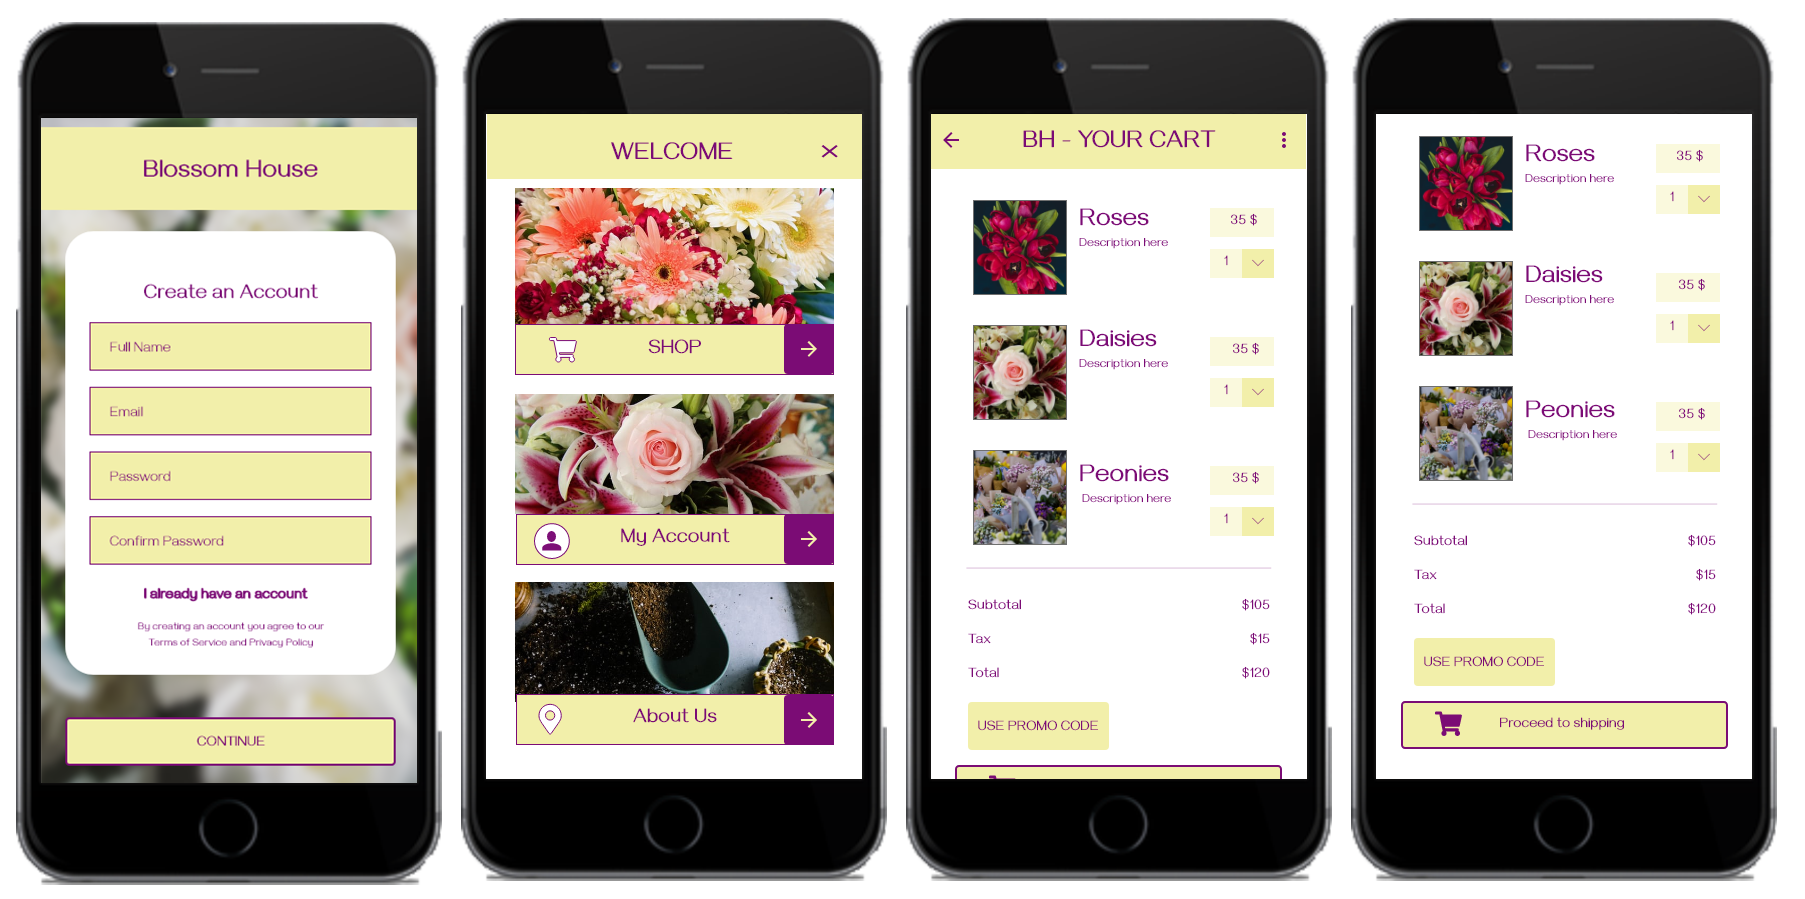 Blossom House
Create an Account
Full Name
Email
Password
Confirm Password
I already have an account
By creating an account you agree to our
Terms of Service and Privacy Policy
CONTINUE
WELCOME
SHOP
My Account
About Us
BH - YOUR CART
Roses
35 $
Description here
1
Daisies
35 $
Description here
1
Peonies
35 $
Description here
1
Subtotal $105
Tax $15
Total $120
USE PROMO CODE
Roses
35 $
Description here
1
Daisies
35 $
Description here
1
Peonies
35 $
Description here
1
Subtotal $105
Tax $15
Total $120
USE PROMO CODE
Proceed to shipping